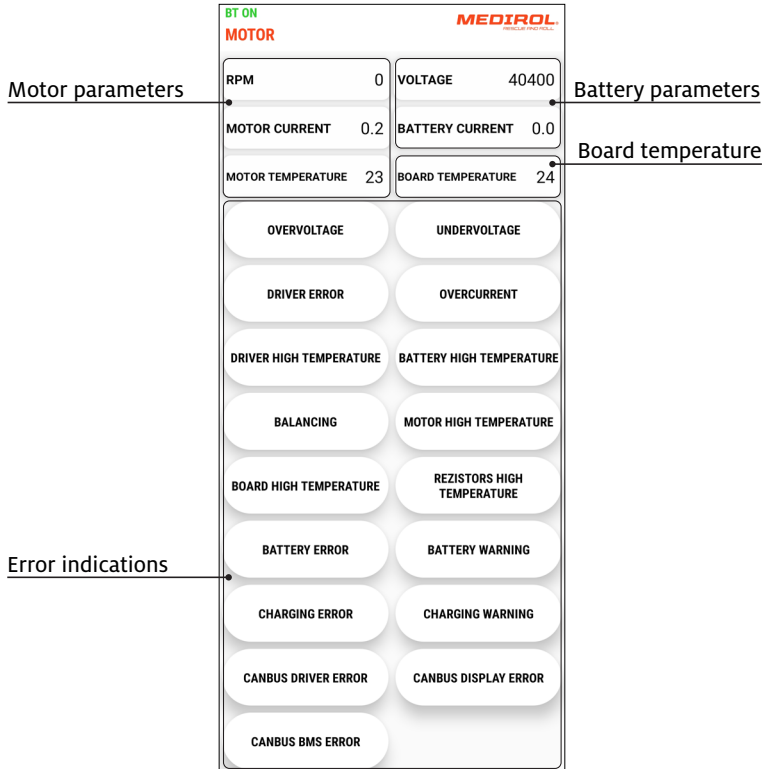 BT ON
MEDIROL.
RESCUE AND ROLL
MOTOR
Motor parameters
RPM 0
VOLTAGE 40400
Battery parameters
MOTOR CURRENT 0.2
BATTERY CURRENT 0.0
Board temperature
MOTOR TEMPERATURE 23
BOARD TEMPERATURE 24
OVERVOLTAGE
UNDERVOLTAGE
DRIVER ERROR
OVERCURRENT
DRIVER HIGH TEMPERATURE
BATTERY HIGH TEMPERATURE
BALANCING
MOTOR HIGH TEMPERATURE
BOARD HIGH TEMPERATURE
REZISTORS HIGH
TEMPERATURE
BATTERY ERROR
BATTERY WARNING
Error indications
CHARGING ERROR
CHARGING WARNING
CANBUS DRIVER ERROR
CANBUS DISPLAY ERROR
CANBUS BMS ERROR